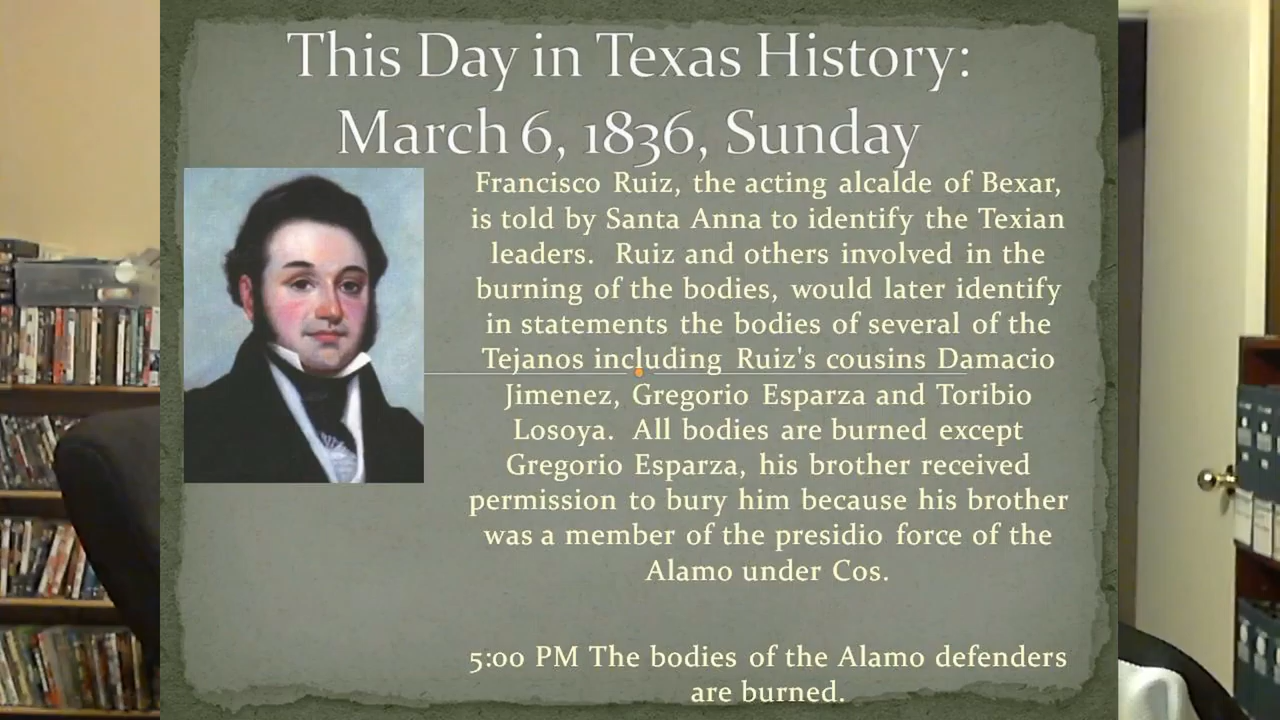 This Day in Texas History:
March 6, 1836, Sunday
Francisco Ruiz, the acting alcalde of Bexar,
is told by Santa Anna to identify the Texian
leaders.  Ruiz and others involved in the
burning of the bodies, would later identify
in statements the bodies of several of the
Tejanos including Ruiz's cousins Damacio
Jimenez, Gregorio Esparza and Toribio
Losoya.  All bodies are burned except
Gregorio Esparza, his brother received
permission to bury him because his brother
was a member of the presidio force of the
Alamo under Cos.
5:00 PM The bodies of the Alamo defenders
are burned.